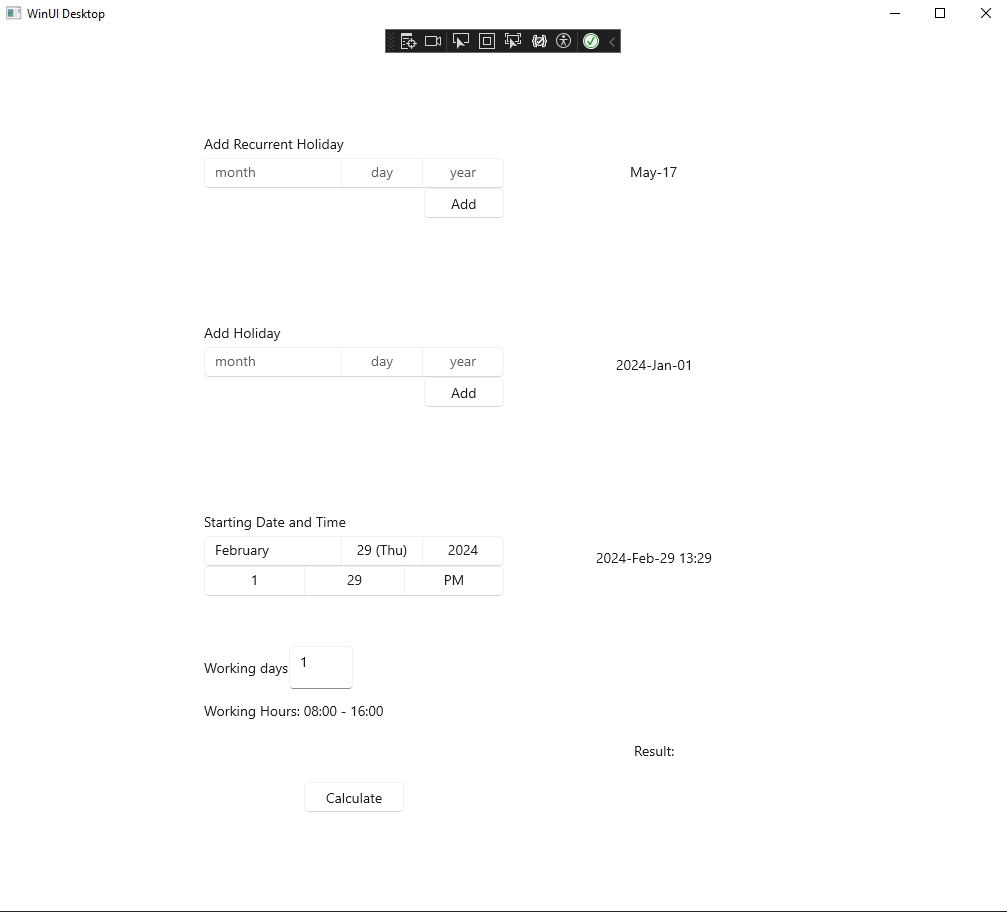 WinUI Desktop
Add Recurrent Holiday
month day year
May-17
Add
Add Holiday
month day year
2024-Jan-01
Add
Starting Date and Time
February 29 (Thu) 2024
2024-Feb-29 13:29
1 29 PM
Working days 1
Working Hours: 08:00 - 16:00
Result:
Calculate